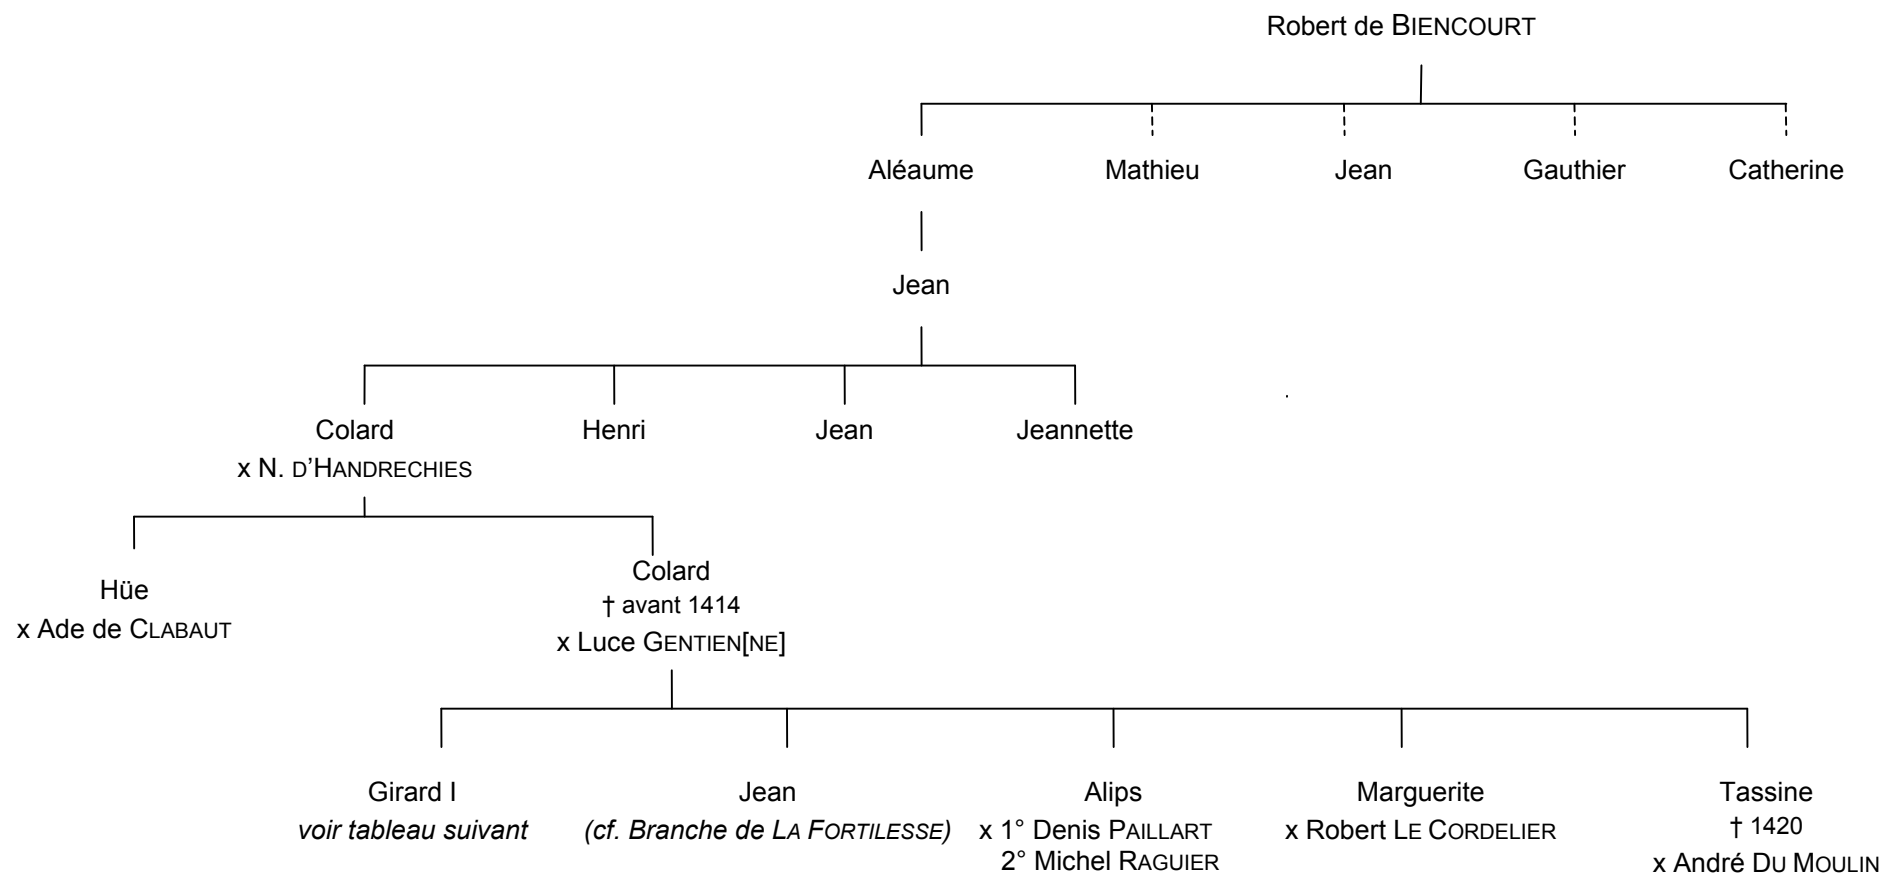 Robert de BIENCOURT
Aléaume Mathieu Jean Gauthier Catherine
Jean
Colard Henri Jean Jeannette
x N. D'HANDRECHIES
Hüe
x Ade de CLABAUT
Colard
† avant 1414
x Luce GENTIEN[NE]
Girard I
voir tableau suivant
Jean
(cf. Branche de LA FORTILESSE)
Alips
x 1° Denis PAILLART
2° Michel RAGUIER
Marguerite
x Robert LE CORDELIER
Tassine
† 1420
x André DU MOULIN